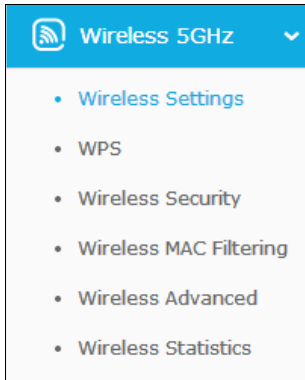 Wireless 5GHz
Wireless Settings
WPS
Wireless Security
Wireless MAC Filtering
Wireless Advanced
Wireless Statistics